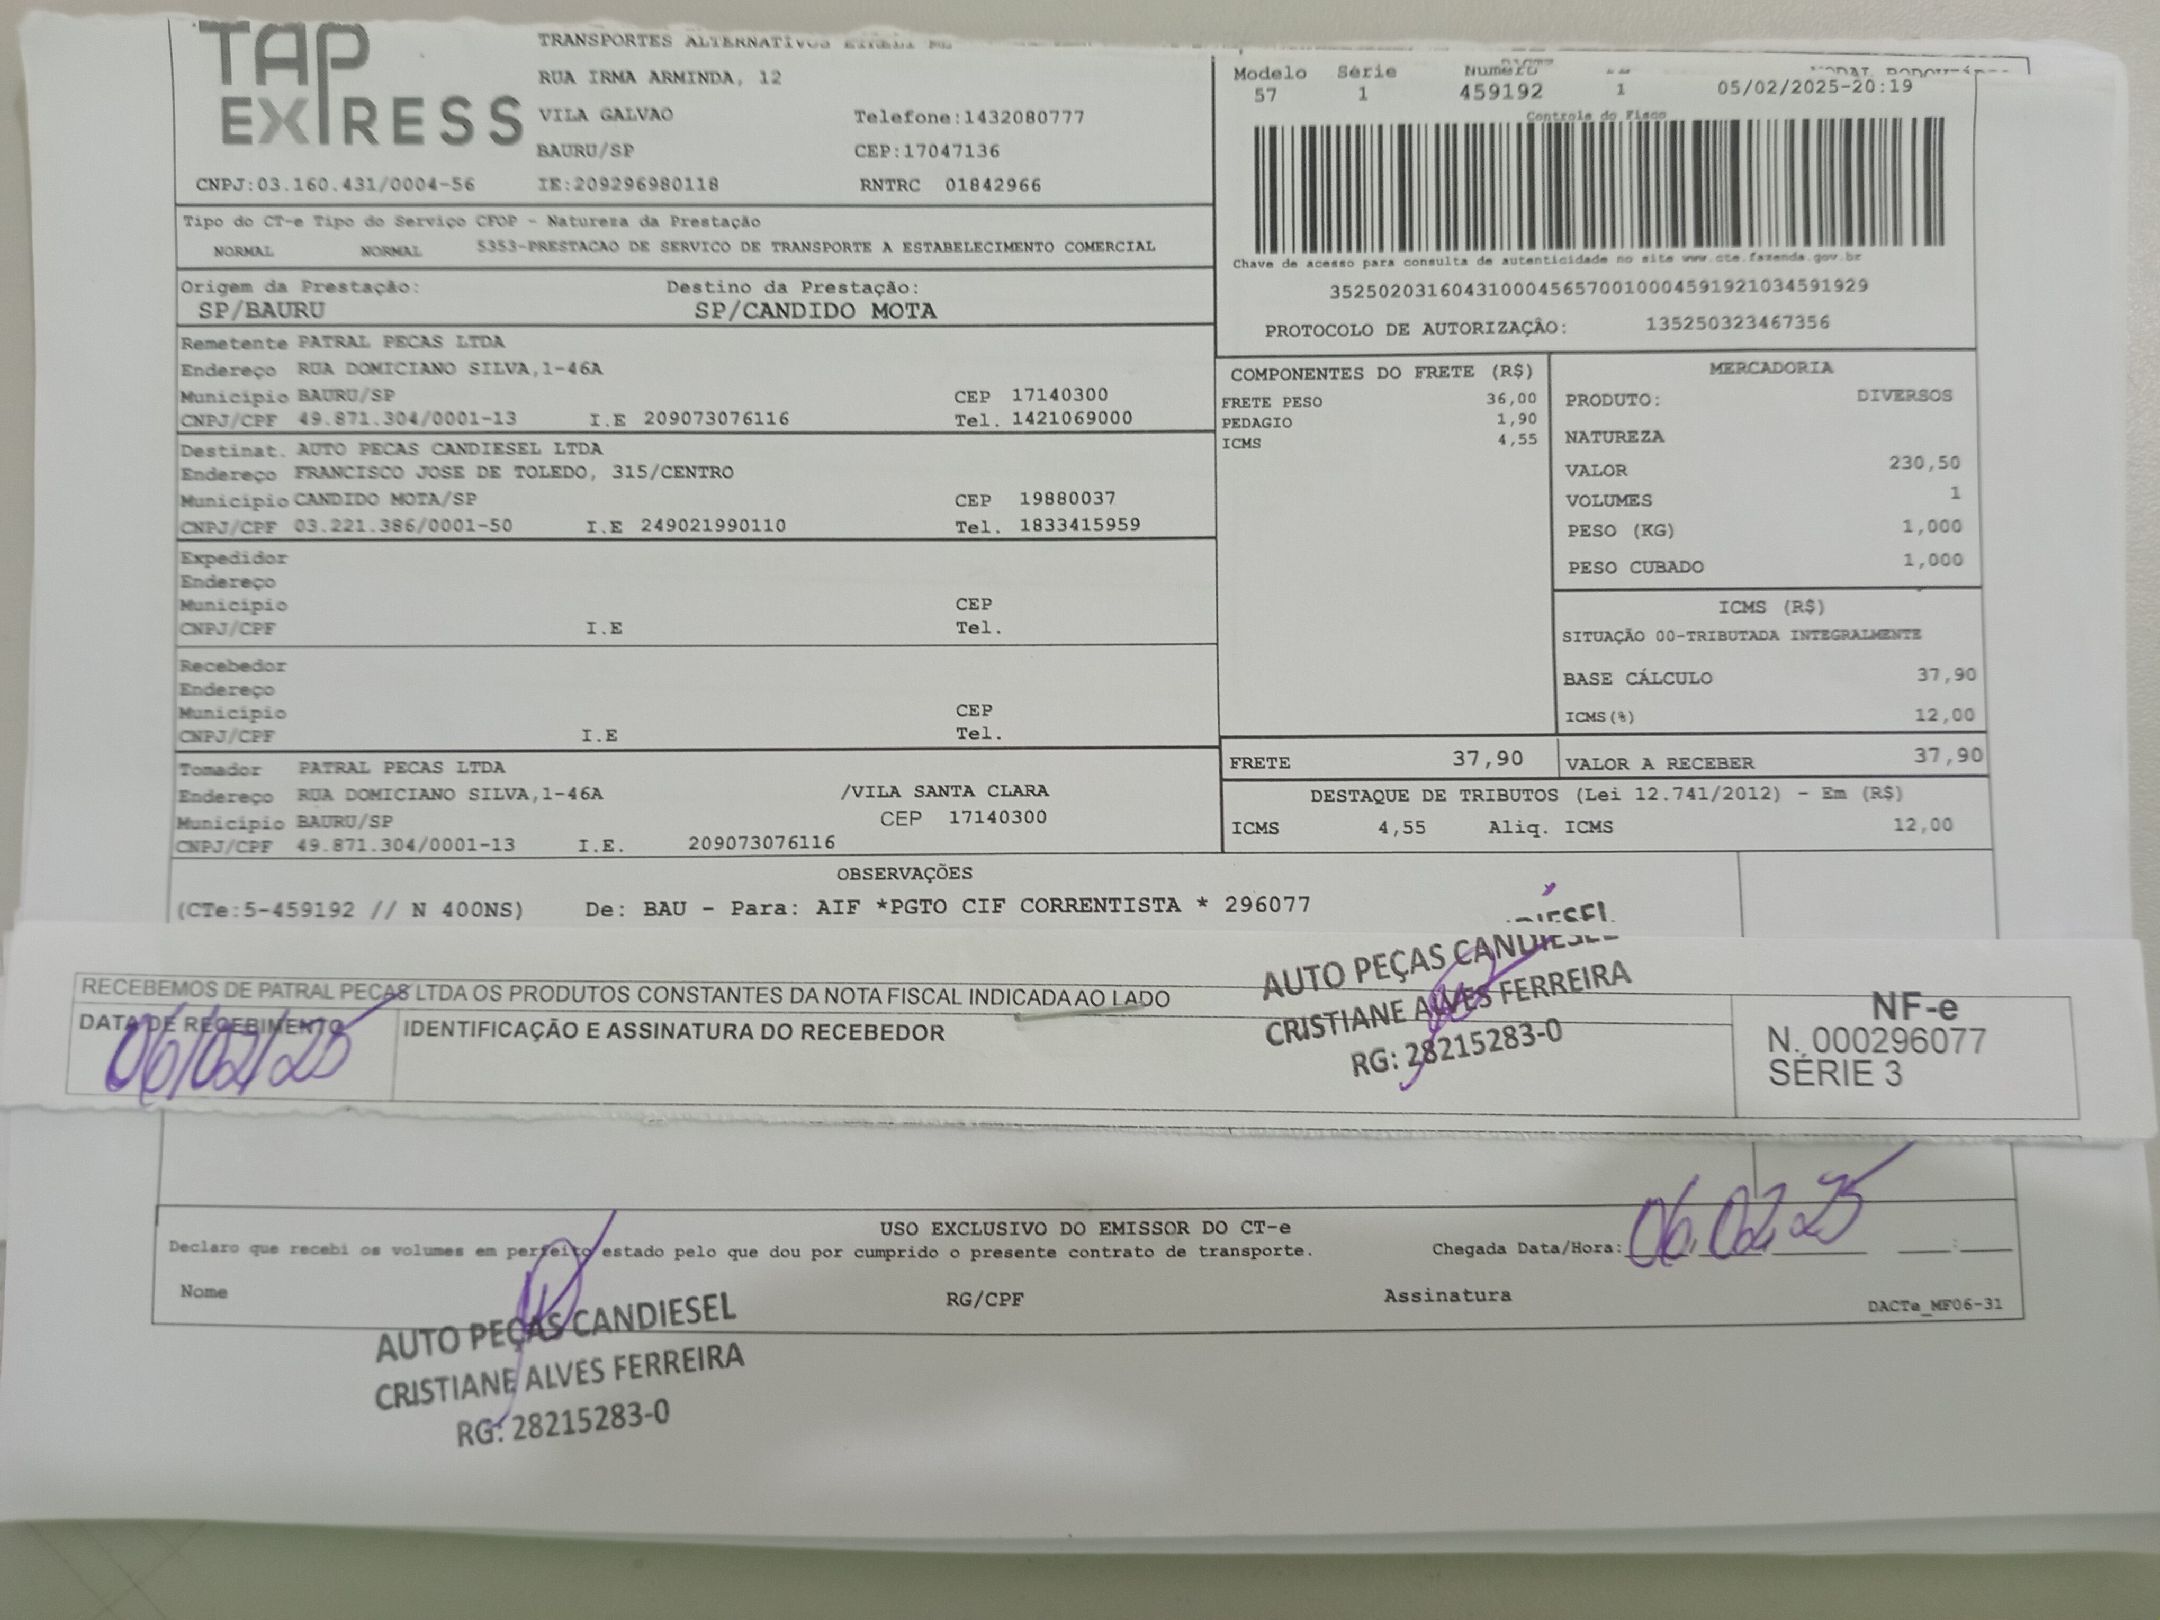 TAP
EXPRESS
TRANSPORTES ALTERNATIVOS
RUA IRMA ARMINDA, 12
VILA GALVAO Telefone:1432080777
BAURU/SP CEP:17047136
CNPJ:03.160.431/0004-56 IE:209296980118 RNTRC 01842966
Modelo Série Numero
57 1 459192 1 05/02/2025-20:19
Controle do Fisco
Chave de acesso para consulta de autenticidade no site www.cte.fazenda.gov.br
35250203160431000456570010004591921034591929
PROTOCOLO DE AUTORIZAÇÂO: 135250323467356
Tipo do CT-e Tipo do Serviço CFOP - Natureza da Prestação
NORMAL NORMAL 5353-PRESTACAO DE SERVICO DE TRANSPORTE A ESTABELECIMENTO COMERCIAL
Origem da Prestação: Destino da Prestação:
SP/BAURU SP/CANDIDO MOTA
Remetente PATRAL PECAS LTDA
Endereço RUA DOMICIANO SILVA,1-46A
Municipio BAURU/SP CEP 17140300
CNPJ/CPF 49.871.304/0001-13 I.E 209073076116 Tel. 1421069000
Destinat. AUTO PECAS CANDIESEL LTDA
Endereço FRANCISCO JOSE DE TOLEDO, 315/CENTRO
Municipio CANDIDO MOTA/SP CEP 19880037
CNPJ/CPF 03.221.386/0001-50 I.E 249021990110 Tel. 1833415959
Expedidor
Endereço
Municipio CEP
CNPJ/CPF I.E Tel.
Recebedor
Endereço
Municipio CEP
CNPJ/CPF I.E Tel.
Tomador PATRAL PECAS LTDA
Endereço RUA DOMICIANO SILVA,1-46A /VILA SANTA CLARA
Municipio BAURU/SP CEP 17140300
CNPJ/CPF 49.871.304/0001-13 I.E. 209073076116
COMPONENTES DO FRETE (R$)
FRETE PESO 36,00
PEDAGIO 1,90
ICMS 4,55
MERCADORIA
PRODUTO: DIVERSOS
NATUREZA
VALOR 230,50
VOLUMES 1
PESO (KG) 1,000
PESO CUBADO 1,000
ICMS (R$)
SITUAÇÃO 00-TRIBUTADA INTEGRALMENTE
BASE CÁLCULO 37,90
ICMS(%) 12,00
FRETE 37,90 VALOR A RECEBER 37,90
DESTAQUE DE TRIBUTOS (Lei 12.741/2012) - Em (R$)
ICMS 4,55 Aliq. ICMS 12,00
OBSERVAÇÕES
(CTe:5-459192 // N 400NS) De: BAU - Para: AIF *PGTO CIF CORRENTISTA * 296077
RECEBEMOS DE PATRAL PECAS LTDA OS PRODUTOS CONSTANTES DA NOTA FISCAL INDICADA AO LADO
DATA DE RECEBIMENTO IDENTIFICAÇÃO E ASSINATURA DO RECEBEDOR
06/02/25
AUTO PEÇAS CANDIESEL
CRISTIANE ALVES FERREIRA
RG: 28215283-0
NF-e
N. 000296077
SÉRIE 3
USO EXCLUSIVO DO EMISSOR DO CT-e
Declaro que recebi os volumes em perfeito estado pelo que dou por cumprido o presente contrato de transporte. Chegada Data/Hora: 06.02.25
Nome RG/CPF Assinatura
DACTe_MF06-31
AUTO PEÇAS CANDIESEL
CRISTIANE ALVES FERREIRA
RG: 28215283-0